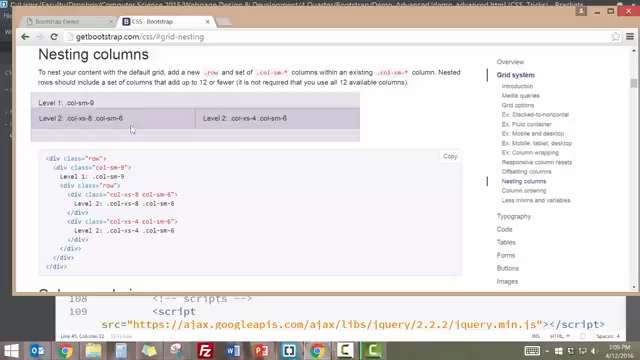 Bootstrap Demo
CSS · Bootstrap
getbootstrap.com/css/#grid-nesting
Nesting columns
To nest your content with the default grid, add a new .row and set of .col-sm-* columns within an existing .col-sm-* column. Nested
rows should include a set of columns that add up to 12 or fewer (it is not required that you use all 12 available columns).
Level 1: .col-sm-9
Level 2: .col-xs-8 .col-sm-6
Level 2: .col-xs-4 .col-sm-6
Copy
<div class="row">
<div class="col-sm-9">
Level 1: .col-sm-9
<div class="row">
<div class="col-xs-8 col-sm-6">
Level 2: .col-xs-8 .col-sm-6
</div>
<div class="col-xs-4 col-sm-6">
Level 2: .col-xs-4 .col-sm-6
</div>
</div>
</div>
</div>
Overview
Grid system
Introduction
Media queries
Grid options
Ex: Stacked-to-horizontal
Ex: Fluid container
Ex: Mobile and desktop
Ex: Mobile, tablet, desktop
Ex: Column wrapping
Responsive column resets
Offsetting columns
Nesting columns
Column ordering
Less mixins and variables
Typography
Code
Tables
Forms
Buttons
Images
108 <!-- scripts -->
109 <script
src="https://ajax.googleapis.com/ajax/libs/jquery/2.2.2/jquery.min.js"></script>
Line 45, Column 32
3:09 PM
4/12/2016